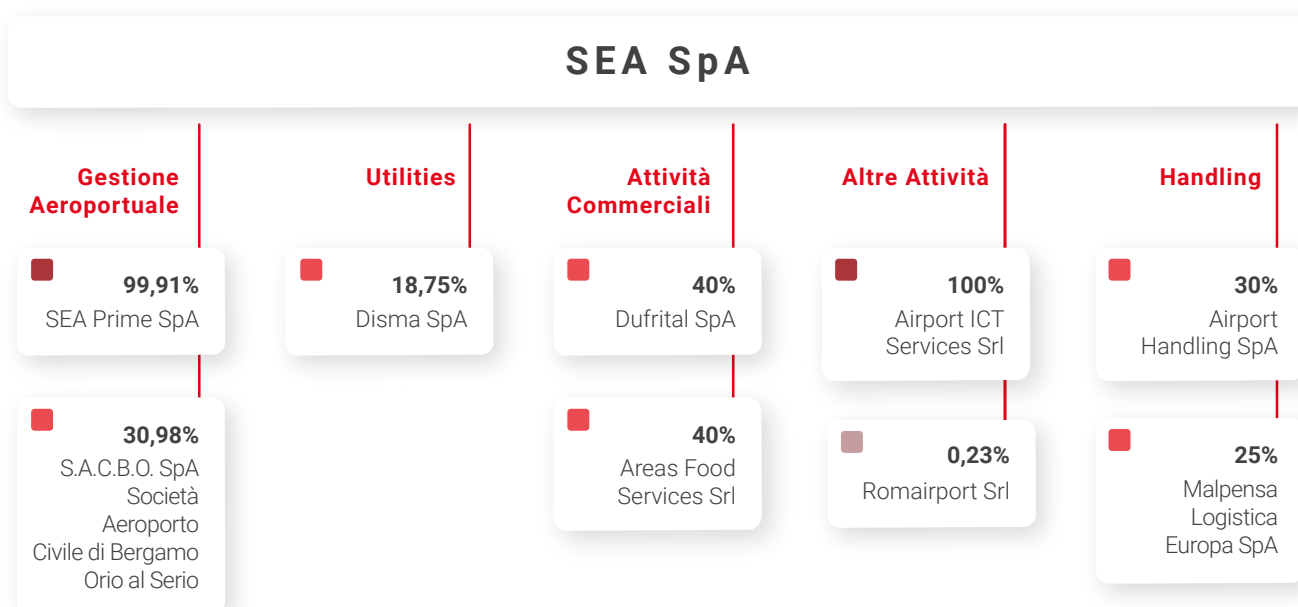 SEA SpA
Gestione
Aeroportuale
99,91%
SEA Prime SpA
30,98%
S.A.C.B.O. SpA
Società
Aeroporto
Civile di Bergamo
Orio al Serio
Utilities
18,75%
Disma SpA
Attività
Commerciali
40%
Dufrital SpA
40%
Areas Food
Services Srl
Altre Attività
100%
Airport ICT
Services Srl
0,23%
Romairport Srl
Handling
30%
Airport
Handling SpA
25%
Malpensa
Logistica
Europa SpA